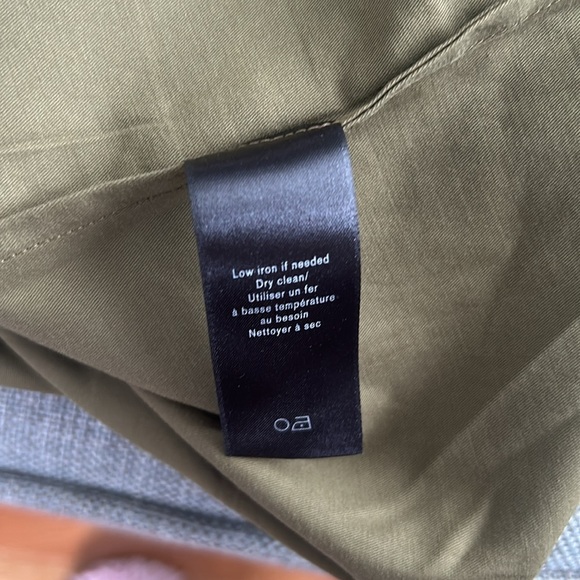 Low iron if needed
Dry clean/
Utiliser un fer
à basse température
au besoin
Nettoyer à sec